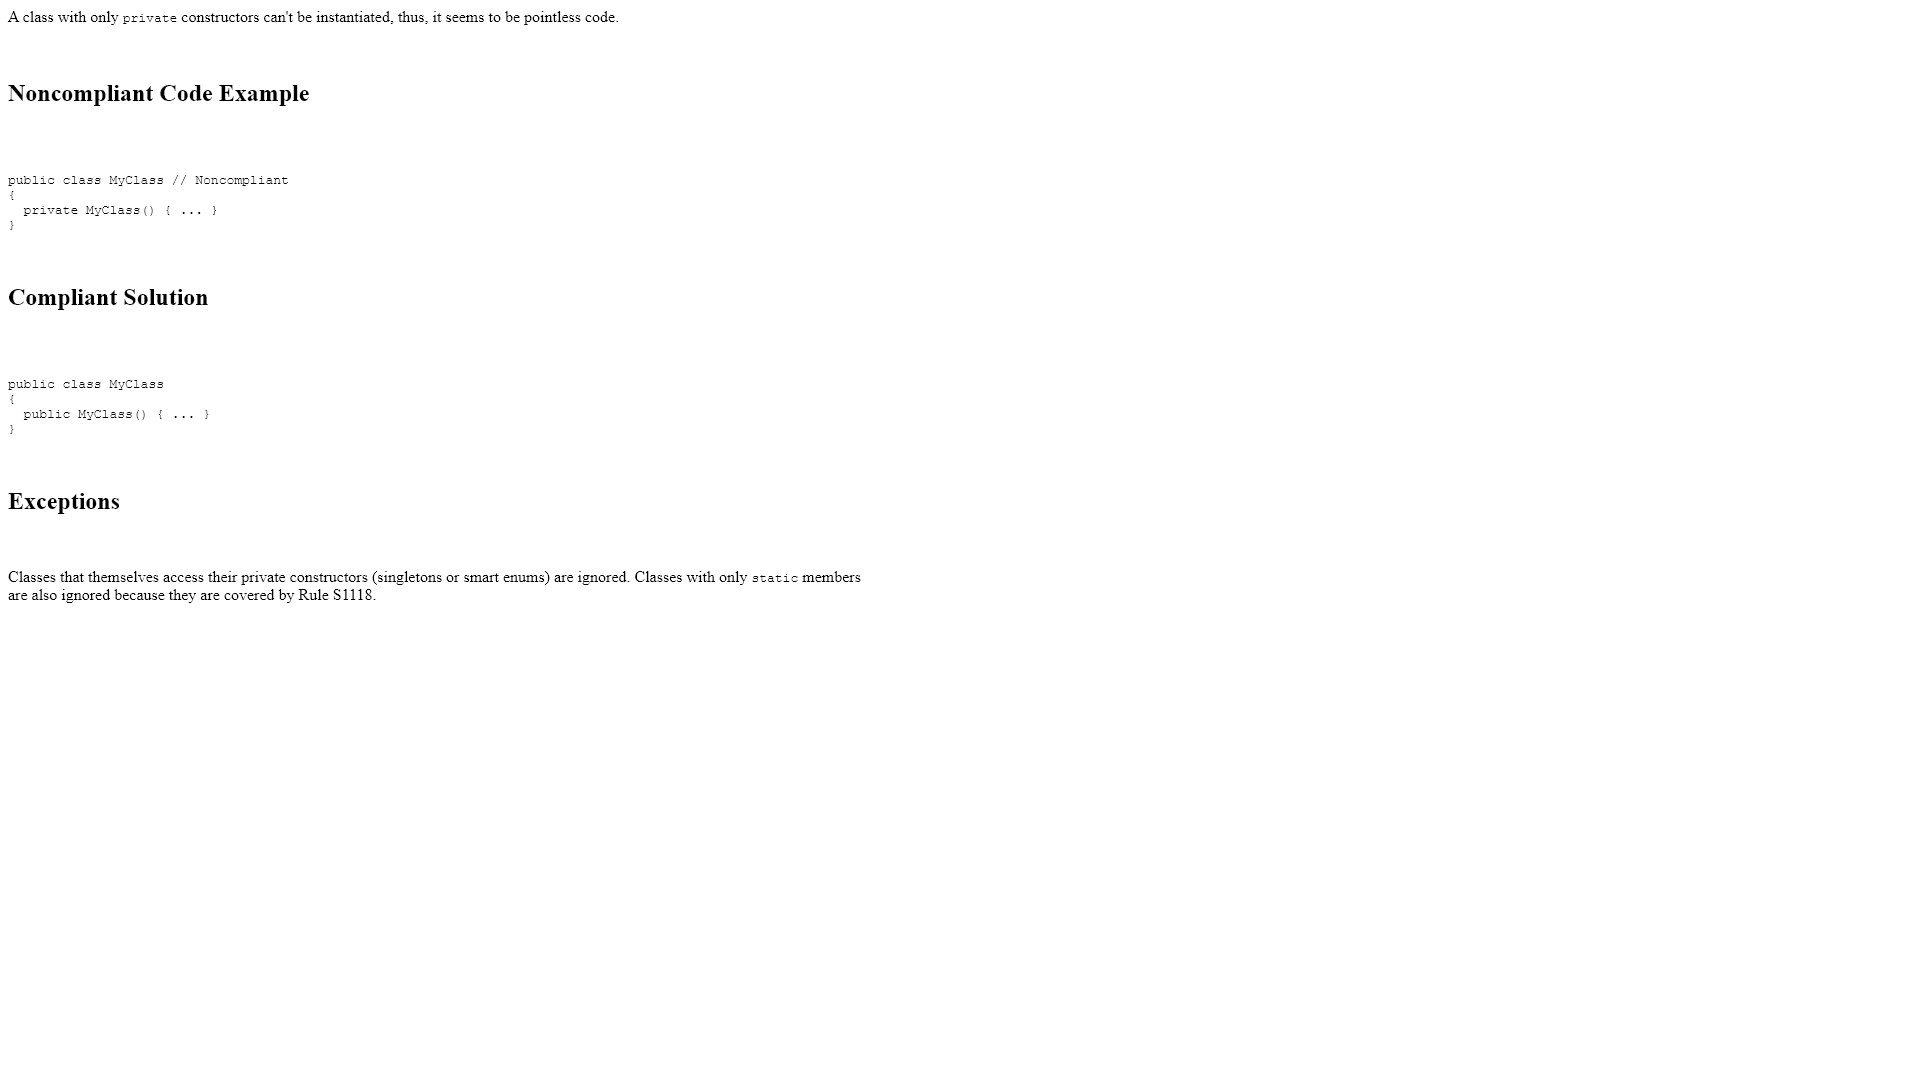 A class with only private constructors can't be instantiated, thus, it seems to be pointless code.
Noncompliant Code Example
public class MyClass // Noncompliant
{
  private MyClass() { ... }
}
Compliant Solution
public class MyClass
{
  public MyClass() { ... }
}
Exceptions
Classes that themselves access their private constructors (singletons or smart enums) are ignored. Classes with only static members
are also ignored because they are covered by Rule S1118.